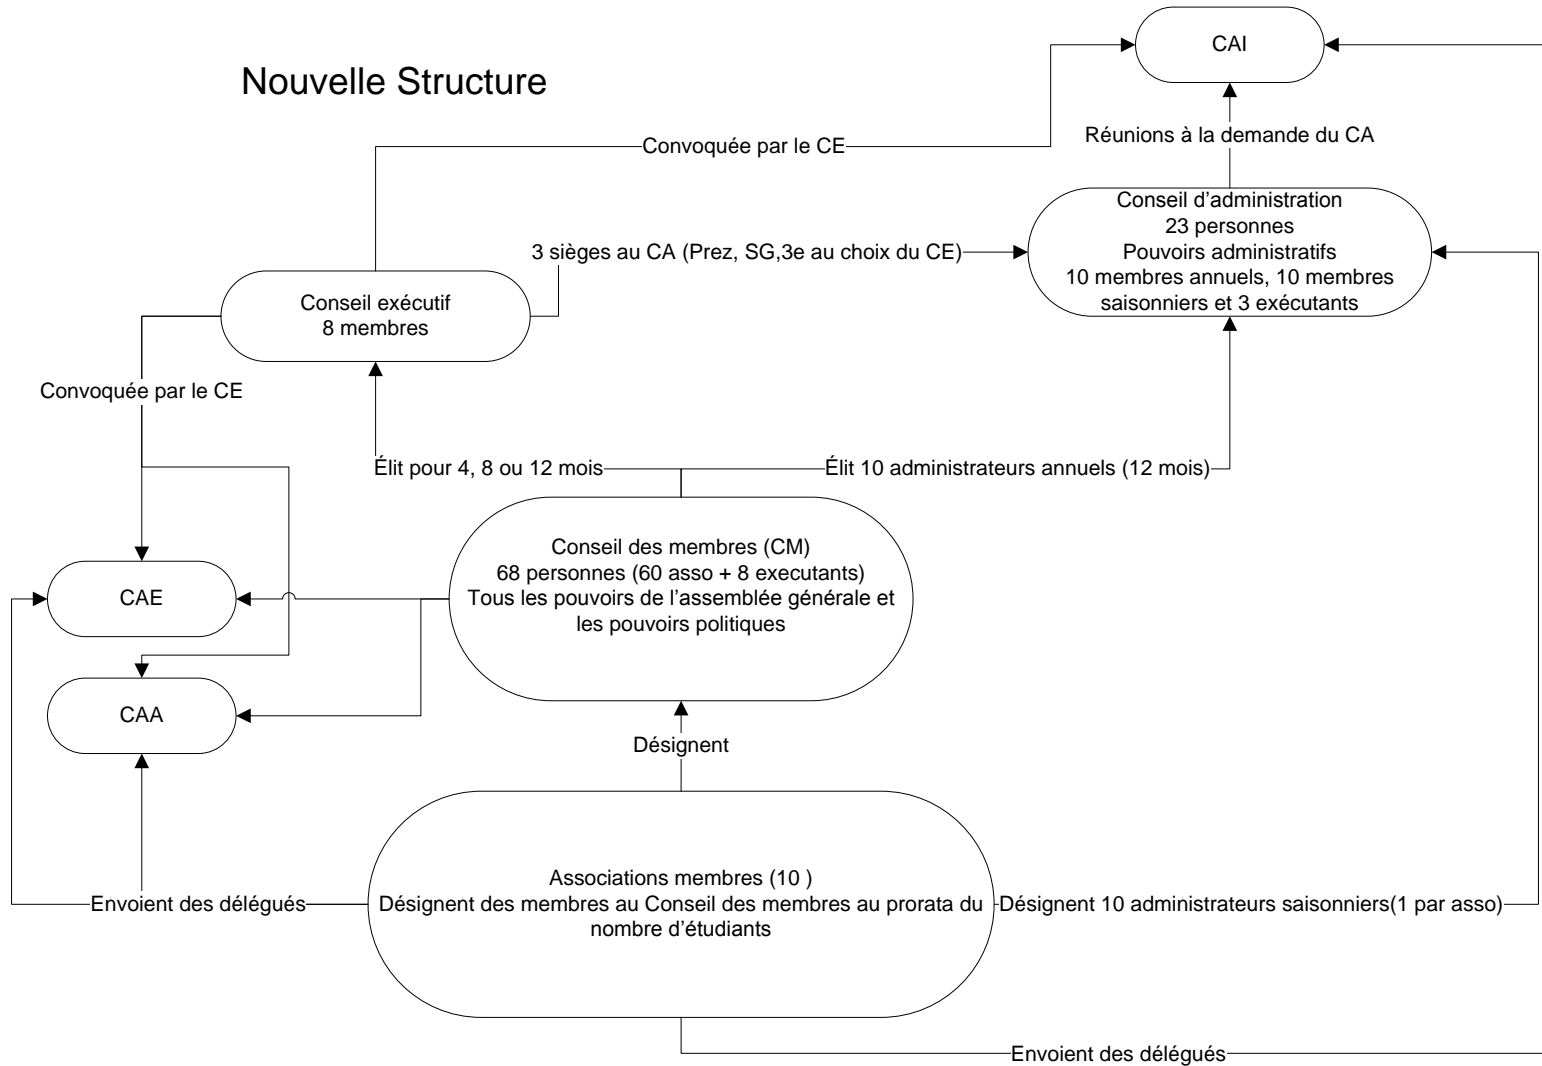 CAI
Nouvelle Structure
Réunions à la demande du CA
Convoquée par le CE
Conseil d'administration
23 personnes
Pouvoirs administratifs
10 membres annuels, 10 membres
saisonniers et 3 exécutants
3 sièges au CA (Prez, SG,3e au choix du CE)
Conseil exécutif
8 membres
Convoquée par le CE
Élit pour 4, 8 ou 12 mois
Élit 10 administrateurs annuels (12 mois)
Conseil des membres (CM)
68 personnes (60 asso + 8 executants)
Tous les pouvoirs de l'assemblée générale et
les pouvoirs politiques
CAE
CAA
Désignent
Associations membres (10 )
Désignent des membres au Conseil des membres au prorata du
nombre d'étudiants
Envoient des délégués
Désignent 10 administrateurs saisonniers(1 par asso)
Envoient des délégués